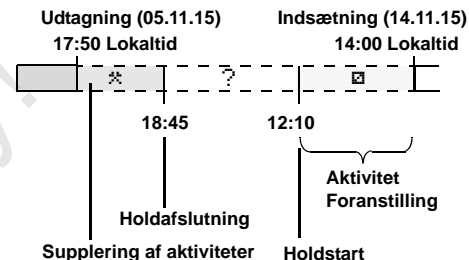 Udtagning (05.11.15) Indsætning (14.11.15)
17:50 Lokaltid 14:00 Lokaltid
?
18:45 12:10
Aktivitet
Foranstilling
Holdafslutning
Supplering af aktiviteter Holdstart